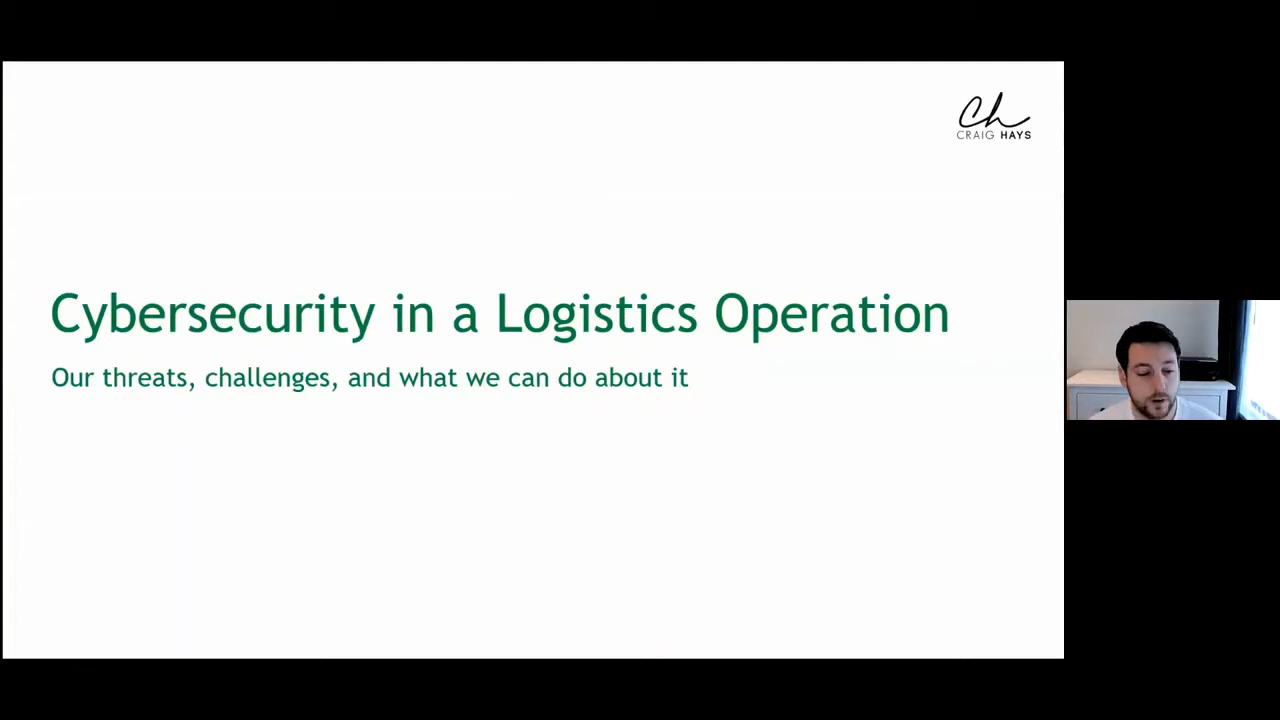 Ch
CRAIG HAYS
Cybersecurity in a Logistics Operation
Our threats, challenges, and what we can do about it